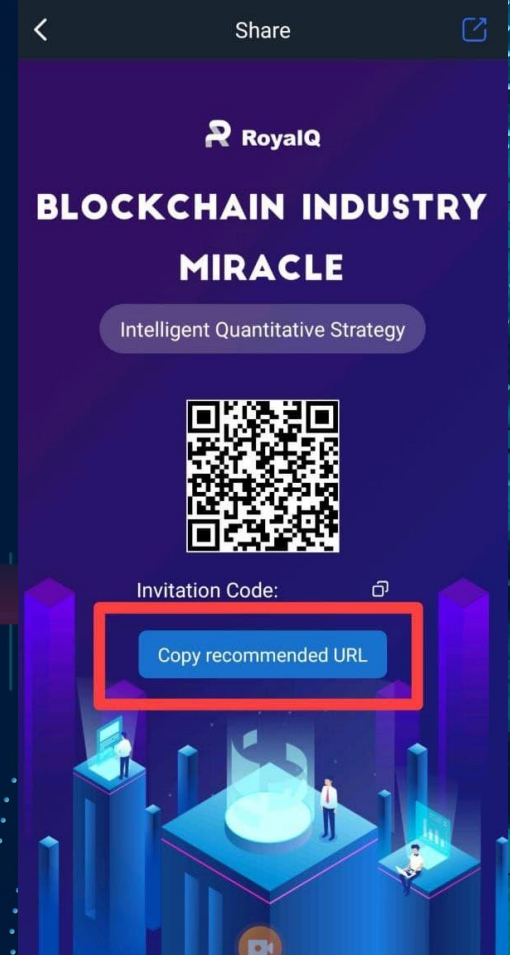 Share
RoyalQ
BLOCKCHAIN INDUSTRY
MIRACLE
Intelligent Quantitative Strategy
Invitation Code:
Copy recommended URL